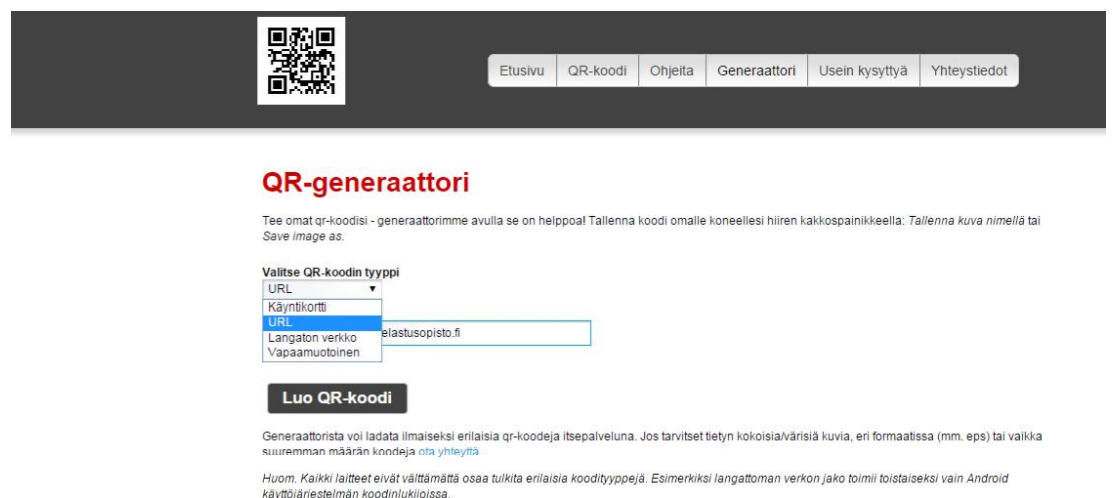 Etusivu QR-koodi Ohjeita Generaattori Usein kysyttyä Yhteystiedot
QR-generaattori
Tee omat qr-koodisi - generaattorimme avulla se on helppoa! Tallenna koodi omalle koneellesi hiiren kakkospainikkeella: Tallenna kuva nimellä tai
Save image as.
Valitse QR-koodin tyyppi
URL
Käyntikortti
URL
elastusopisto.fi
Langaton verkko
Vapaamuotoinen
Luo QR-koodi
Generaattorista voi ladata ilmaiseksi erilaisia qr-koodeja itsepalveluna. Jos tarvitset tietyn kokoisia/värisiä kuvia, eri formaatissa (mm. eps) tai vaikka
suuremman määrän koodeja ota yhteyttä
Huom. Kaikki laitteet eivät välttämättä osaa tulkita erilaisia koodityyppejä. Esimerkiksi langattoman verkon jako toimii toistaiseksi vain Android
käyttöjärjestelmän koodinlukijoissa.